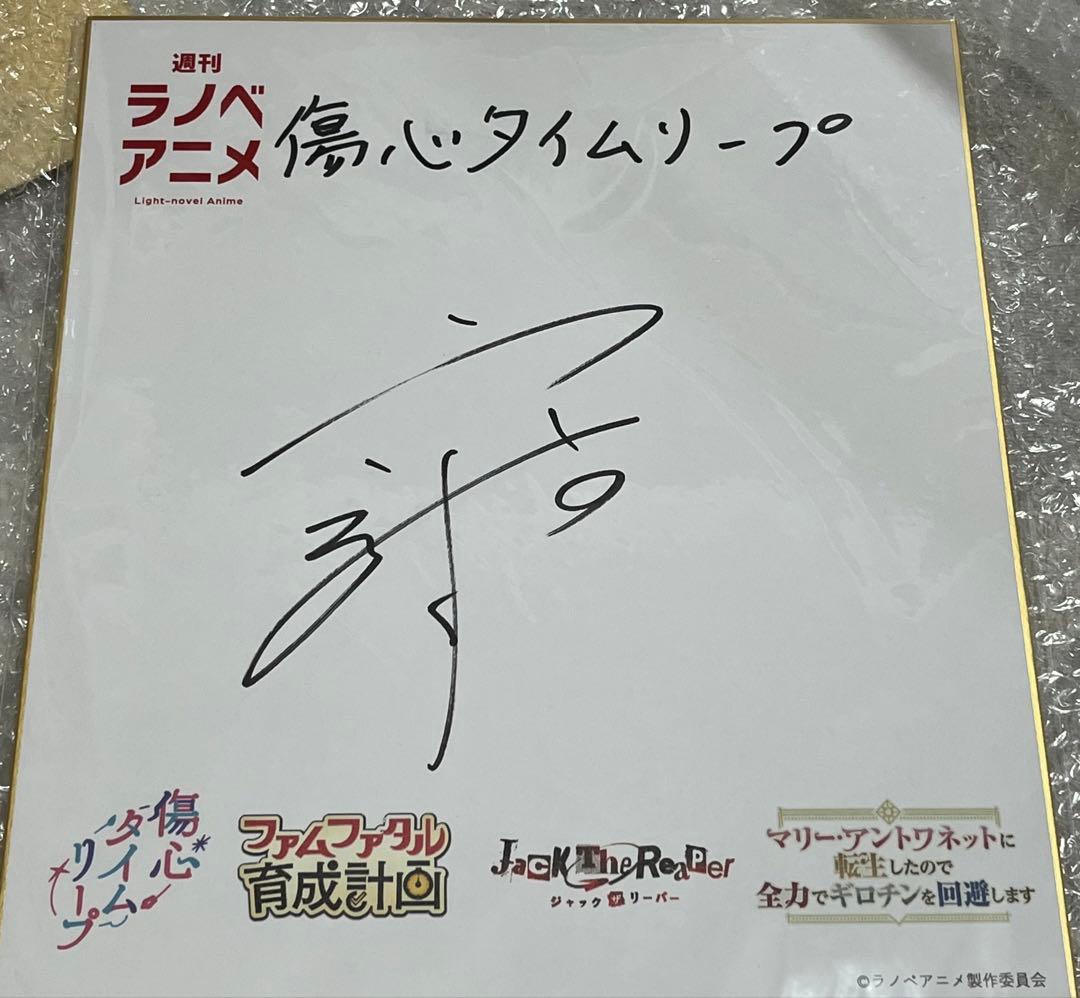 週刊
ラノベ
アニメ
Light-novel Anime
傷心タイムリープ
傷心
タイム
リープ
ファムファタル
育成計画
JacK The ReaPer
ジャック ザ リーパー
マリー・アントワネットに
転生したので
全力でギロチンを回避します
©ラノベアニメ製作委員会